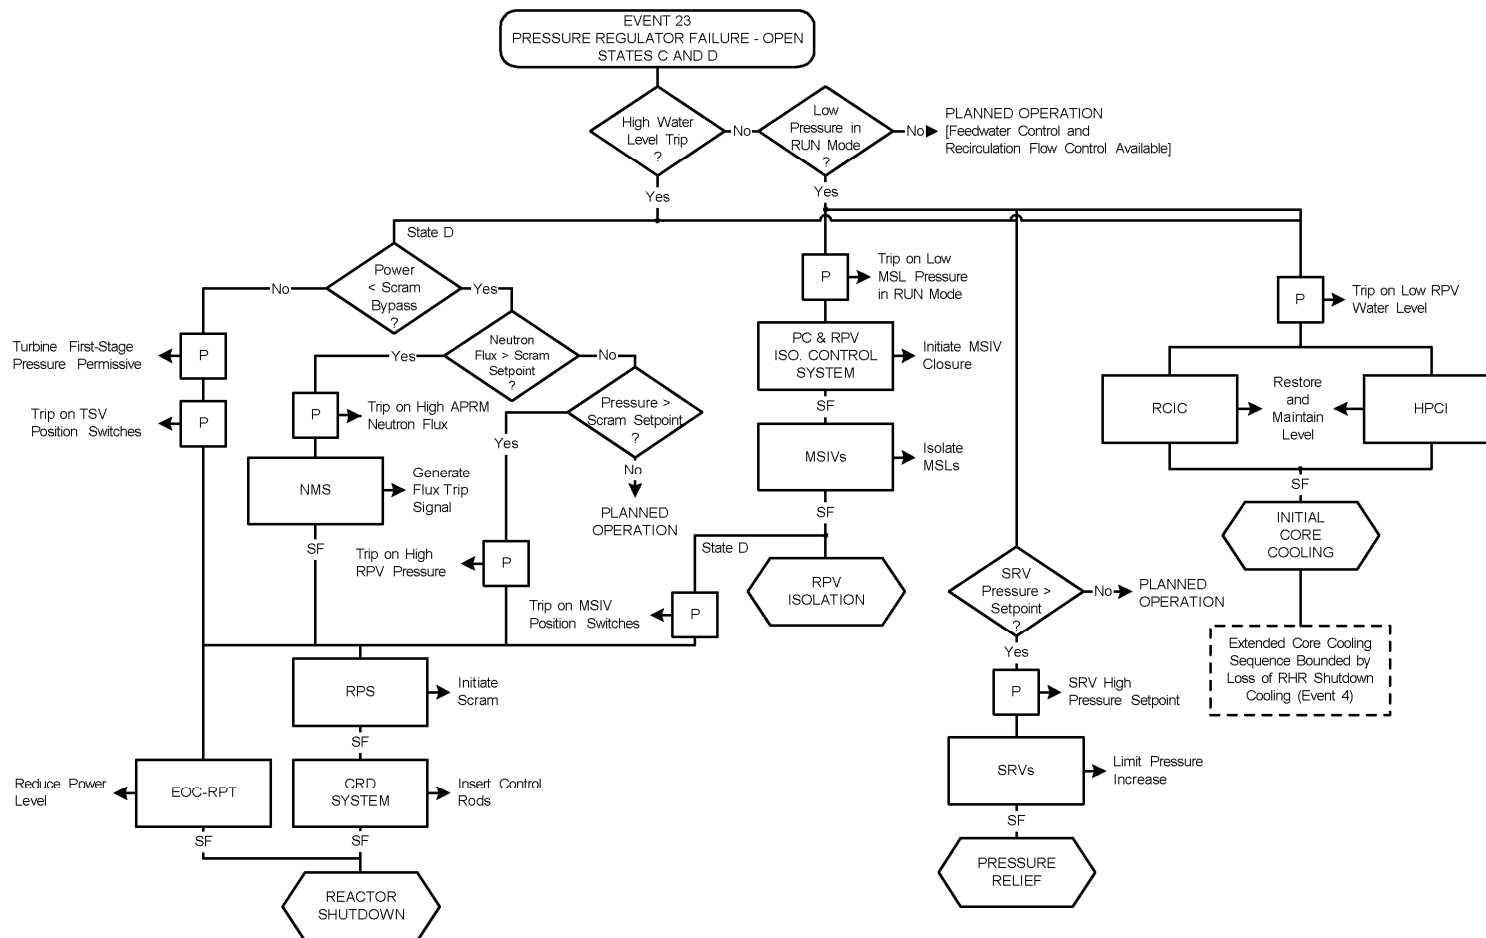 EVENT 23
PRESSURE REGULATOR FAILURE - OPEN
STATES C AND D
High Water
Level Trip
?
No
Low
Pressure in
RUN Mode
?
No
PLANNED OPERATION
[Feedwater Control and
Recirculation Flow Control Available]
Yes
Yes
State D
Power
< Scram
Bypass
?
No
Yes
P
Turbine First-Stage
Pressure Permissive
P
Trip on TSV
Position Switches
Neutron
Flux > Scram
Setpoint
?
Yes
No
P
Trip on High APRM
Neutron Flux
NMS
Generate
Flux Trip
Signal
SF
Pressure >
Scram Setpoint
?
Yes
No
PLANNED
OPERATION
P
Trip on High
RPV Pressure
P
Trip on Low
MSL Pressure
in RUN Mode
PC & RPV
ISO. CONTROL
SYSTEM
Initiate MSIV
Closure
SF
MSIVs
Isolate
MSLs
SF
State D
RPV
ISOLATION
P
Trip on MSIV
Position Switches
RPS
Initiate
Scram
SF
CRD
SYSTEM
Insert Control
Rods
SF
EOC-RPT
Reduce Power
Level
SF
REACTOR
SHUTDOWN
SRV
Pressure >
Setpoint
?
No
PLANNED
OPERATION
Yes
P
SRV High
Pressure Setpoint
SRVs
Limit Pressure
Increase
SF
PRESSURE
RELIEF
P
Trip on Low RPV
Water Level
RCIC
Restore
and
Maintain
Level
HPCI
SF
INITIAL
CORE
COOLING
Extended Core Cooling
Sequence Bounded by
Loss of RHR Shutdown
Cooling (Event 4)